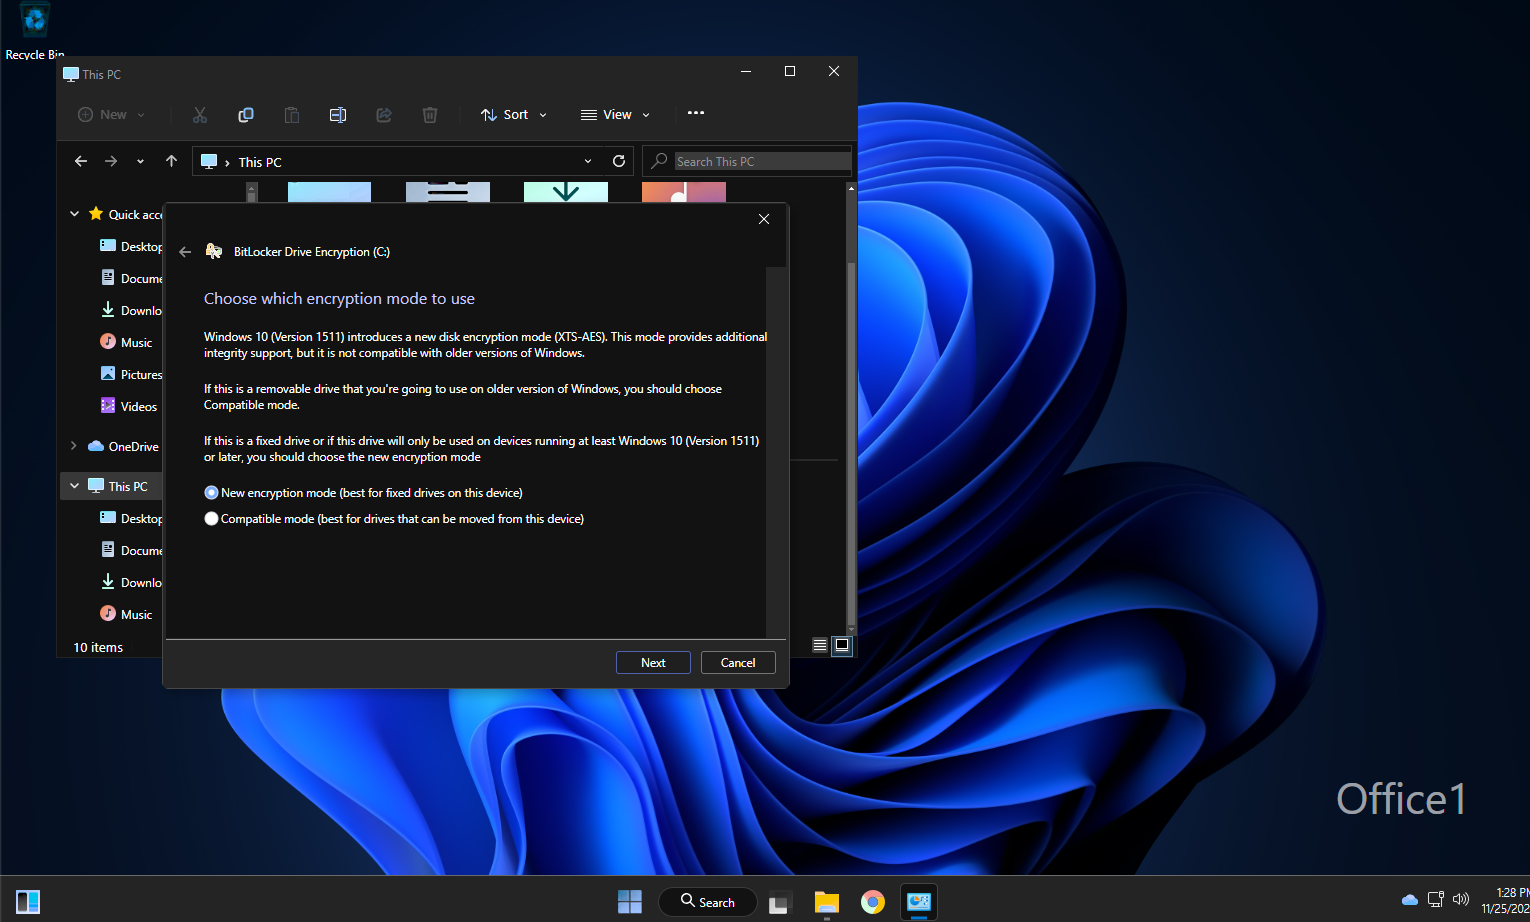 Recycle Bin
This PC
New
Sort
View
This PC
Search This PC
Quick acce
Desktop
Docume
Downlo
Music
Pictures
Videos
OneDrive
This PC
Desktop
Docume
Downlo
Music
10 items
BitLocker Drive Encryption (C:)
Choose which encryption mode to use
Windows 10 (Version 1511) introduces a new disk encryption mode (XTS-AES). This mode provides additional
integrity support, but it is not compatible with older versions of Windows.
If this is a removable drive that you're going to use on older version of Windows, you should choose
Compatible mode.
If this is a fixed drive or if this drive will only be used on devices running at least Windows 10 (Version 1511)
or later, you should choose the new encryption mode
New encryption mode (best for fixed drives on this device)
Compatible mode (best for drives that can be moved from this device)
Next
Cancel
Office1
Search
1:28 PM
11/25/202